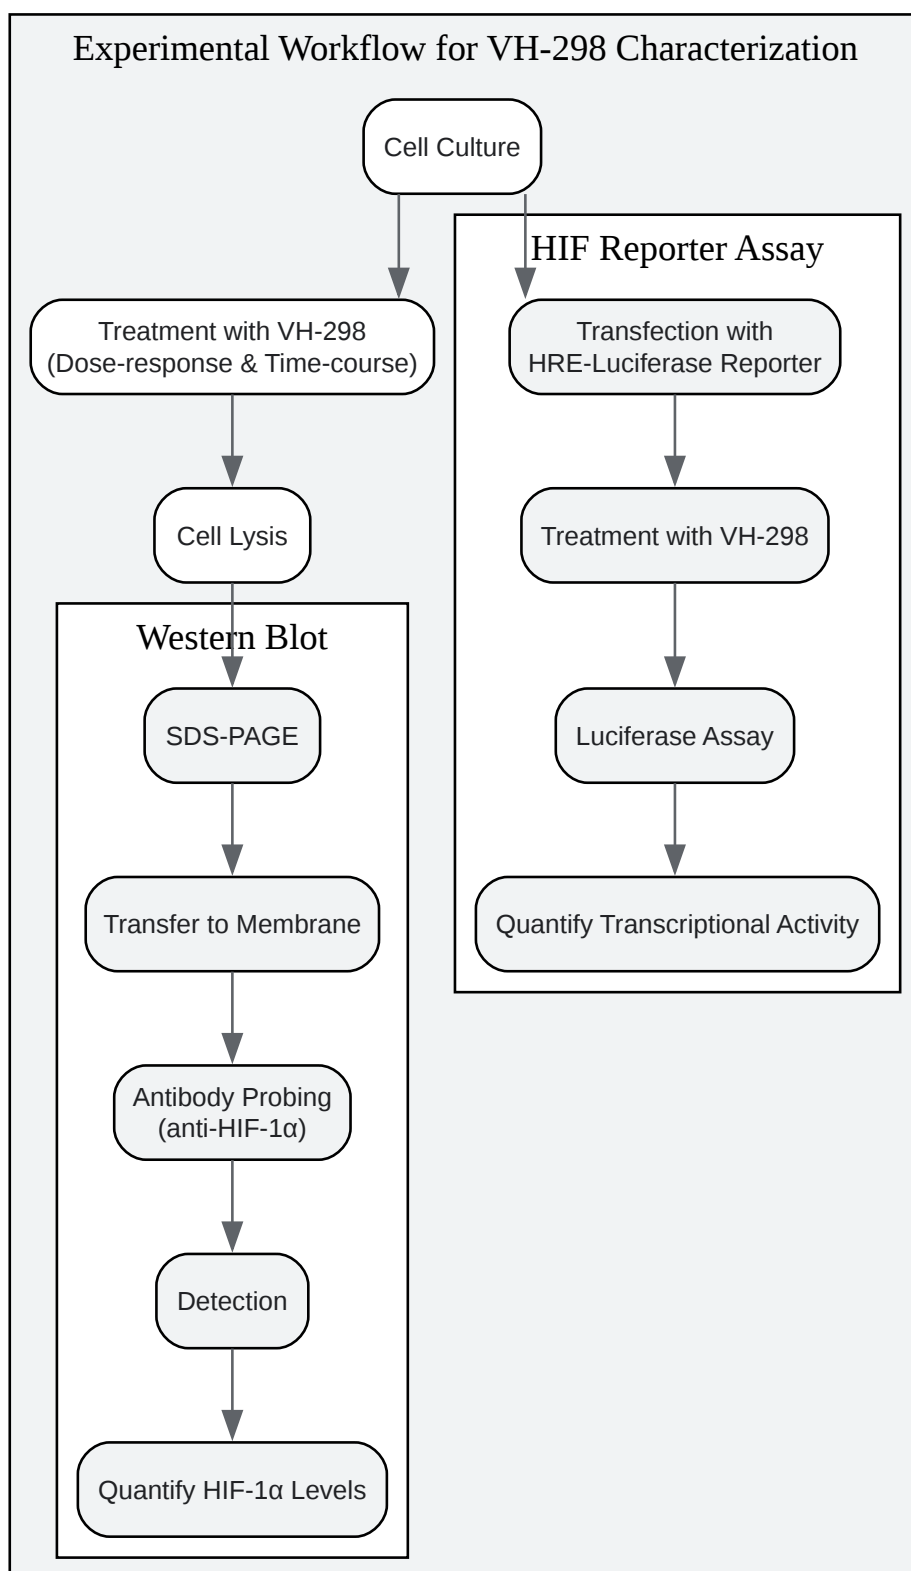 Experimental Workflow for VH-298 Characterization
Cell Culture
Treatment with VH-298
(Dose-response & Time-course)
Cell Lysis
Western Blot
SDS-PAGE
Transfer to Membrane
Antibody Probing
(anti-HIF-1α)
Detection
Quantify HIF-1α Levels
HIF Reporter Assay
Transfection with
HRE-Luciferase Reporter
Treatment with VH-298
Luciferase Assay
Quantify Transcriptional Activity